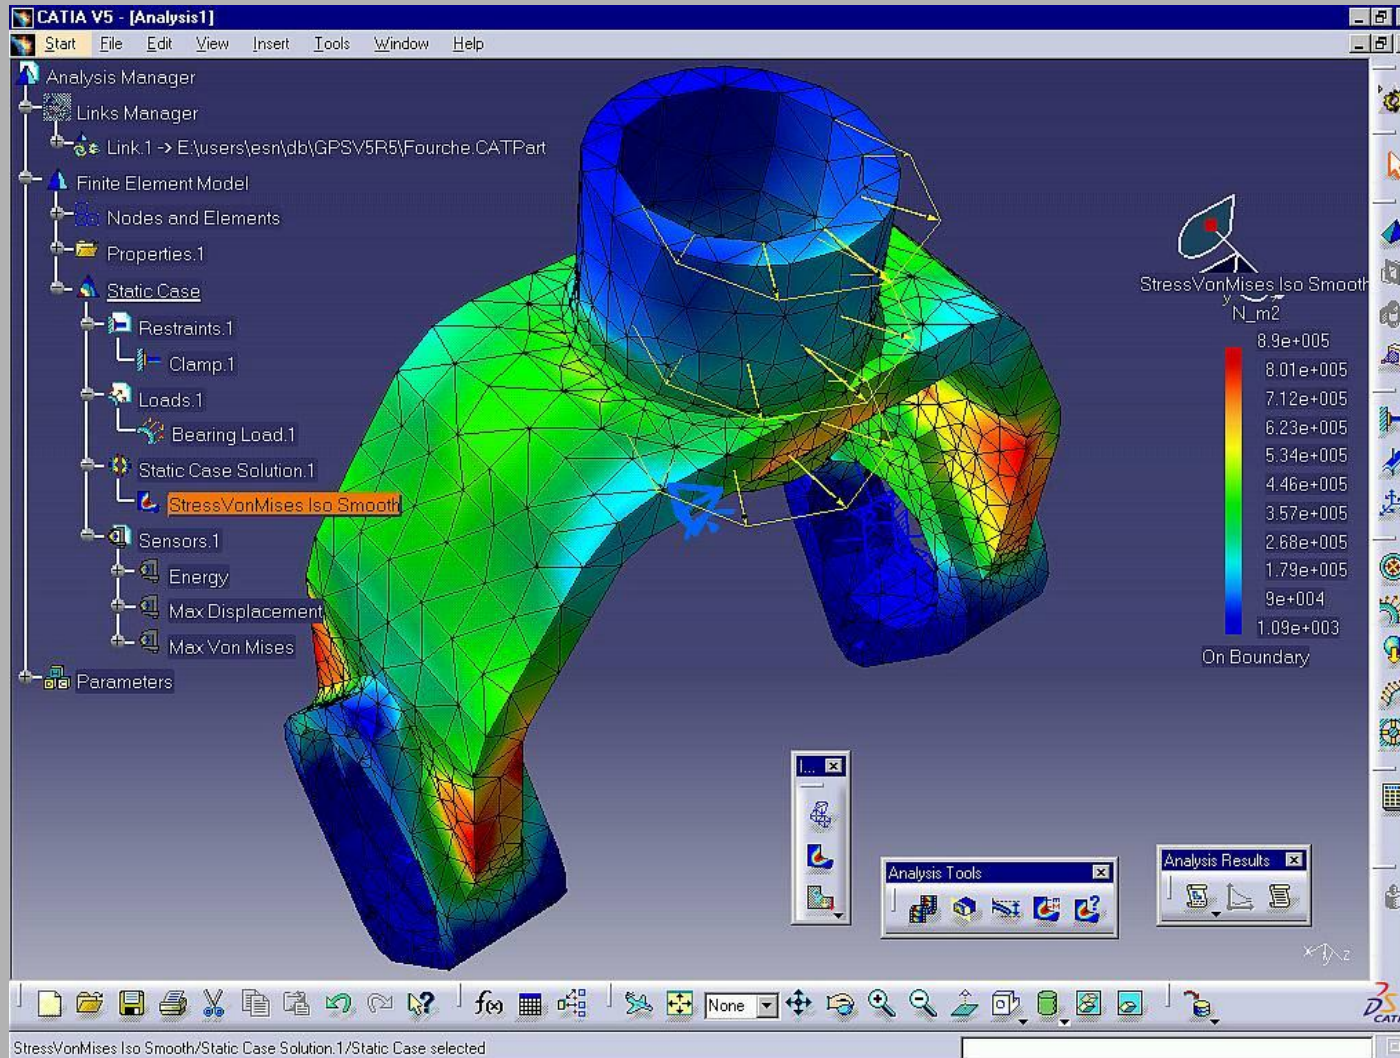 CATIA V5 - [Analysis1]
Start File Edit View Insert Tools Window Help
Analysis Manager
Links Manager
Link.1 -> E:\users\esn\db\GPSV5R5\Fourche.CATPart
Finite Element Model
Nodes and Elements
Properties.1
Static Case
Restraints.1
Clamp.1
Loads.1
Bearing Load.1
Static Case Solution.1
StressVonMises Iso Smooth
Sensors.1
Energy
Max Displacement
Max Von Mises
Parameters
StressVonMises Iso Smooth
y
N_m2
8.9e+005
8.01e+005
7.12e+005
6.23e+005
5.34e+005
4.46e+005
3.57e+005
2.68e+005
1.79e+005
9e+004
1.09e+003
On Boundary
I...
Analysis Tools
Analysis Results
x z
f(x)
None
DS
CATI
StressVonMises Iso Smooth/Static Case Solution.1/Static Case selected